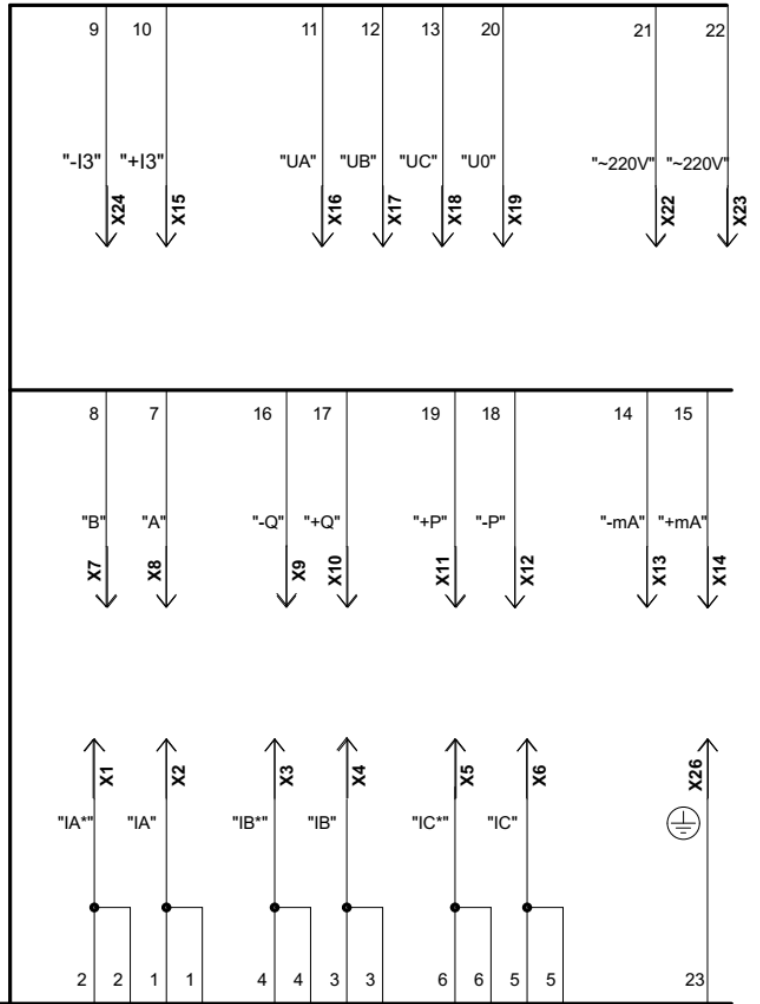 9 10 11 12 13 20 21 22
"-I3" "+I3" "UA" "UB" "UC" "U0" "~220V" "~220V"
X24 X15 X16 X17 X18 X19 X22 X23
8 7 16 17 19 18 14 15
"B" "A" "-Q" "+Q" "+P" "-P" "-mA" "+mA"
X7 X8 X9 X10 X11 X12 X13 X14
X1 X2 X3 X4 X5 X6 X26
"IA*" "IA" "IB*" "IB" "IC*" "IC"
2 2 1 1 4 4 3 3 6 6 5 5 23